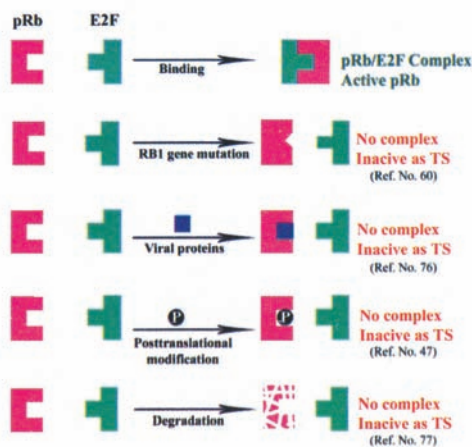 pRb E2F
Binding
pRb/E2F Complex
Active pRb
RB1 gene mutation
No complex
Inacive as TS
(Ref. No. 60)
Viral proteins
No complex
Inacive as TS
(Ref. No. 76)
P
P
Posttranslational
modification
No complex
Inacive as TS
(Ref. No. 47)
Degradation
No complex
Inacive as TS
(Ref. No. 77)